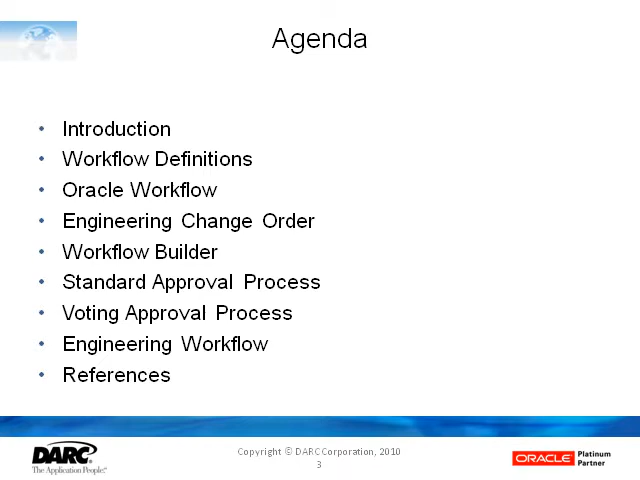 Agenda
• Introduction
• Workflow Definitions
• Oracle Workflow
• Engineering Change Order
• Workflow Builder
• Standard Approval Process
• Voting Approval Process
• Engineering Workflow
• References
DARC
The Application People.
Copyright © DARC Corporation, 2010
3
ORACLE
Platinum
Partner